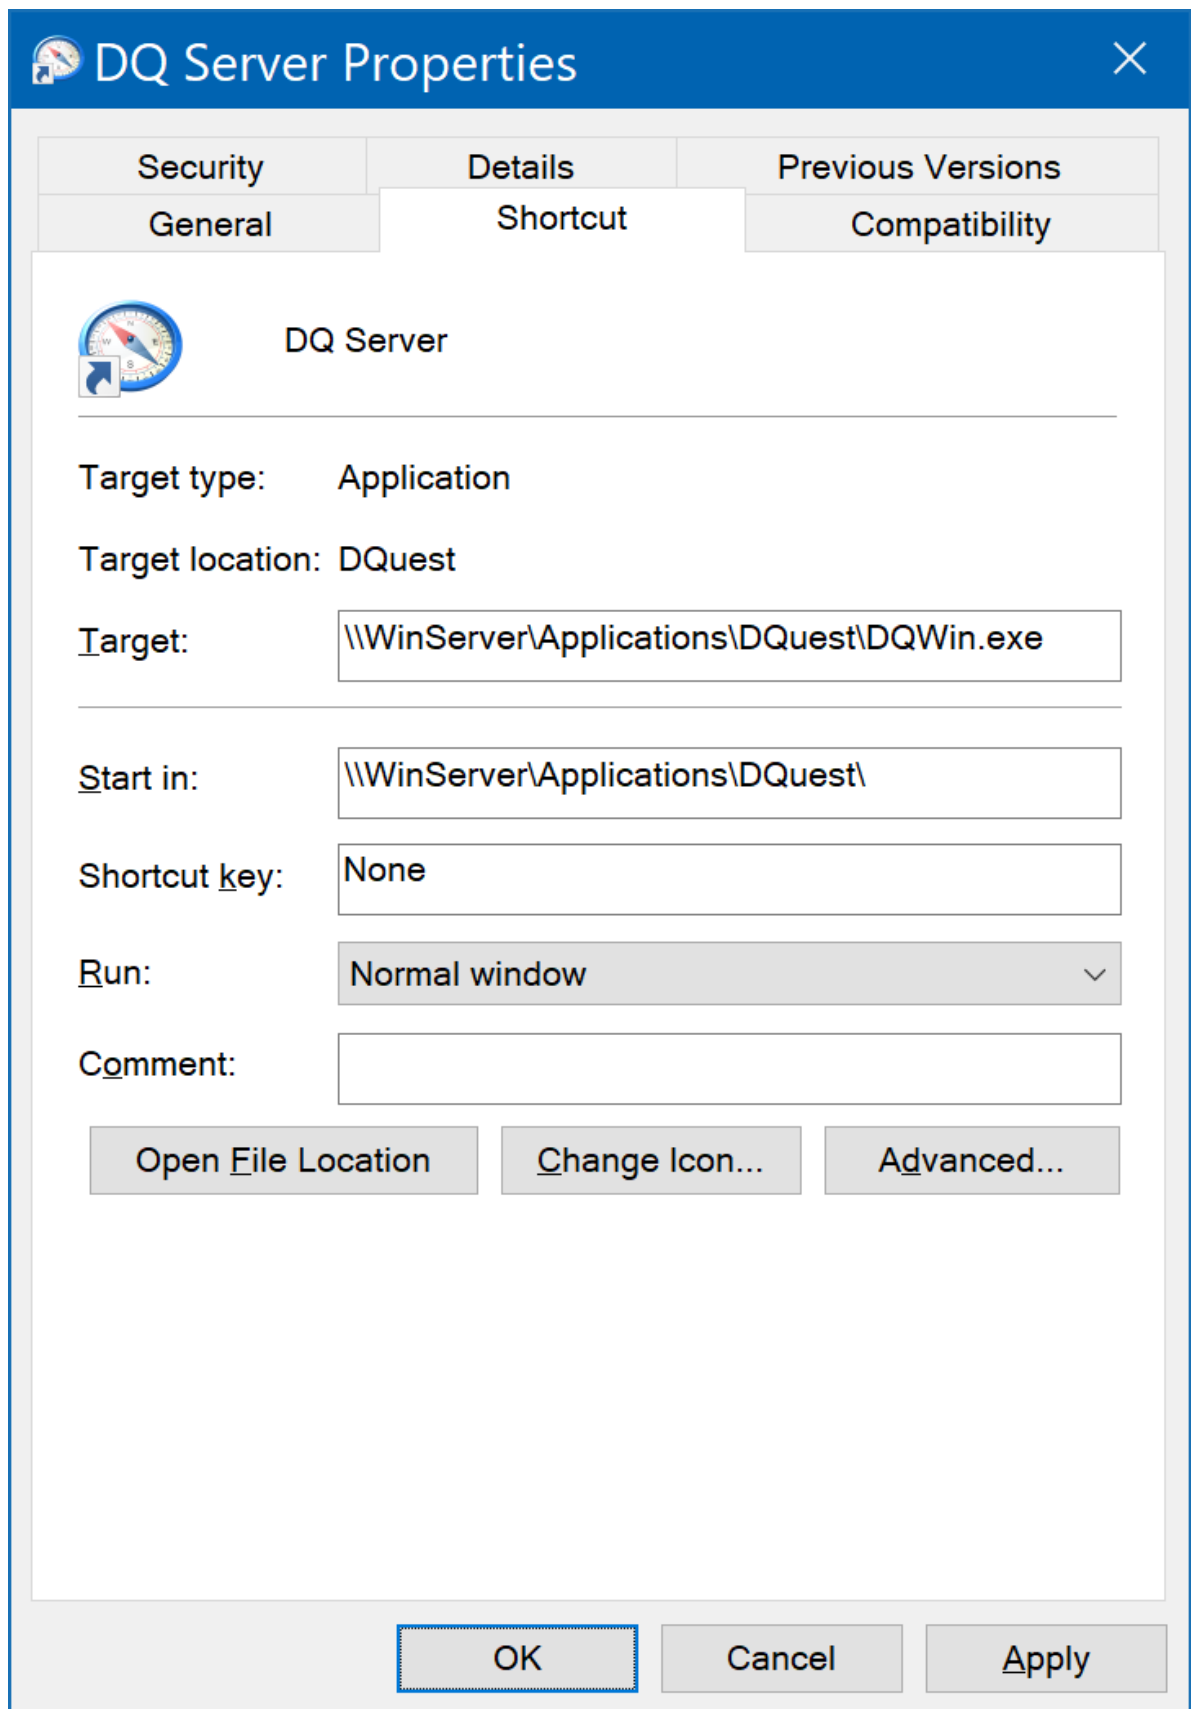 DQ Server Properties
Security Details Previous Versions
General Shortcut Compatibility
DQ Server
Target type: Application
Target location: DQuest
Target: \\WinServer\Applications\DQuest\DQWin.exe
Start in: \\WinServer\Applications\DQuest\
Shortcut key: None
Run: Normal window
Comment:
Open File Location Change Icon... Advanced...
OK Cancel Apply